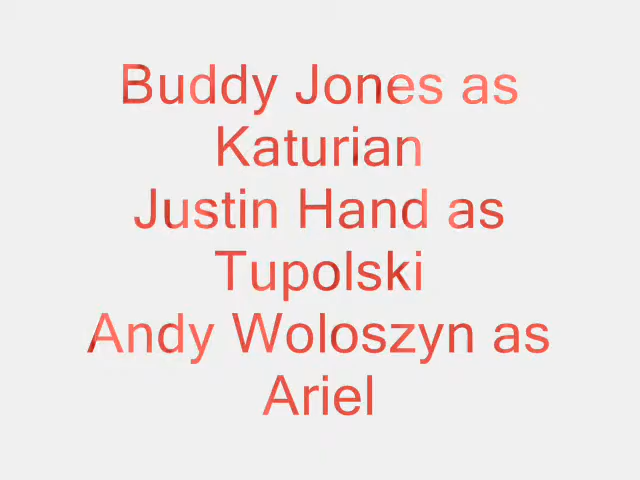 Buddy Jones as
Katurian
Justin Hand as
Tupolski
Andy Woloszyn as
Ariel